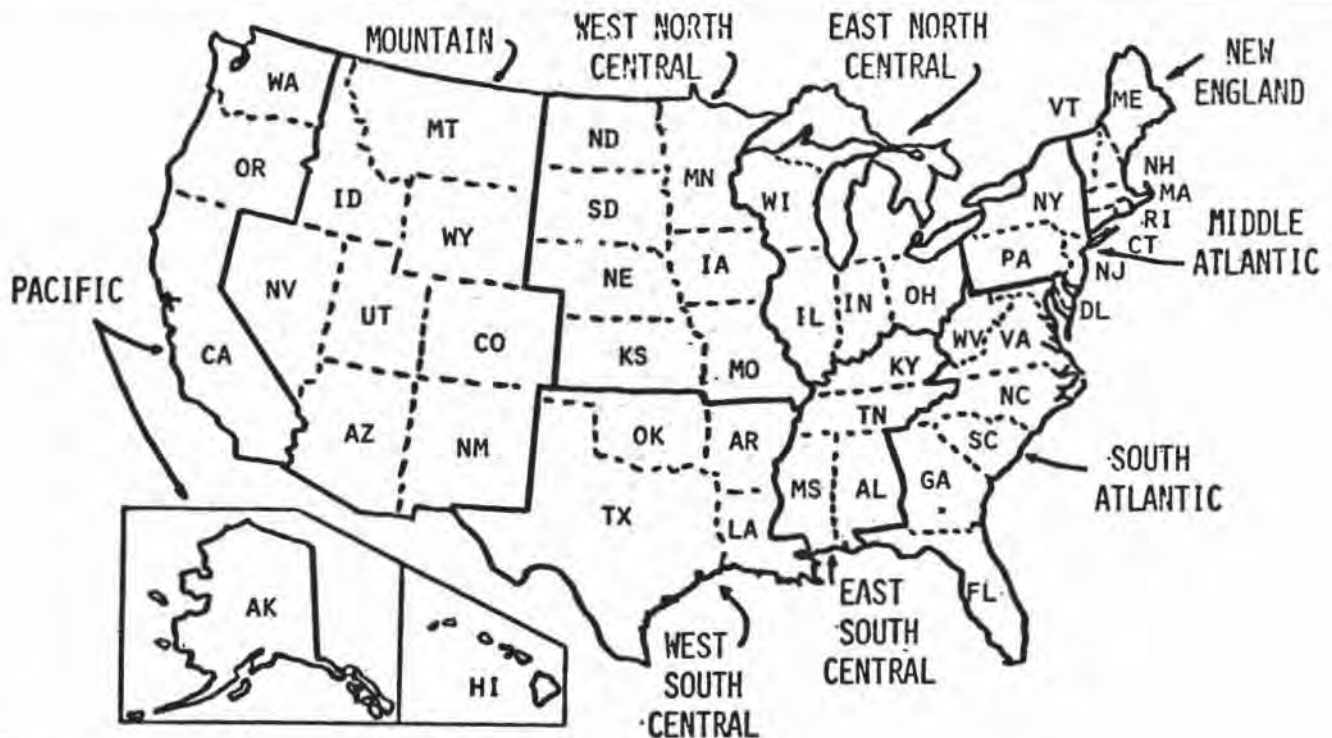 MOUNTAIN
WEST NORTH
CENTRAL
EAST NORTH
CENTRAL
NEW
ENGLAND
WA
MT
ND
MN
VT
ME
OR
ID
SD
WI
NY
NH
MA
WY
RI
MIDDLE
ATLANTIC
CT
PACIFIC
NV
NE
IA
PA
NJ
UT
CO
IL
IN
OH
DL
CA
KS
MO
WV
VA
KY
NC
AZ
NM
OK
AR
TN
SC
SOUTH
ATLANTIC
TX
LA
MS
AL
GA
FL
AK
HI
WEST
SOUTH
CENTRAL
EAST
SOUTH
CENTRAL